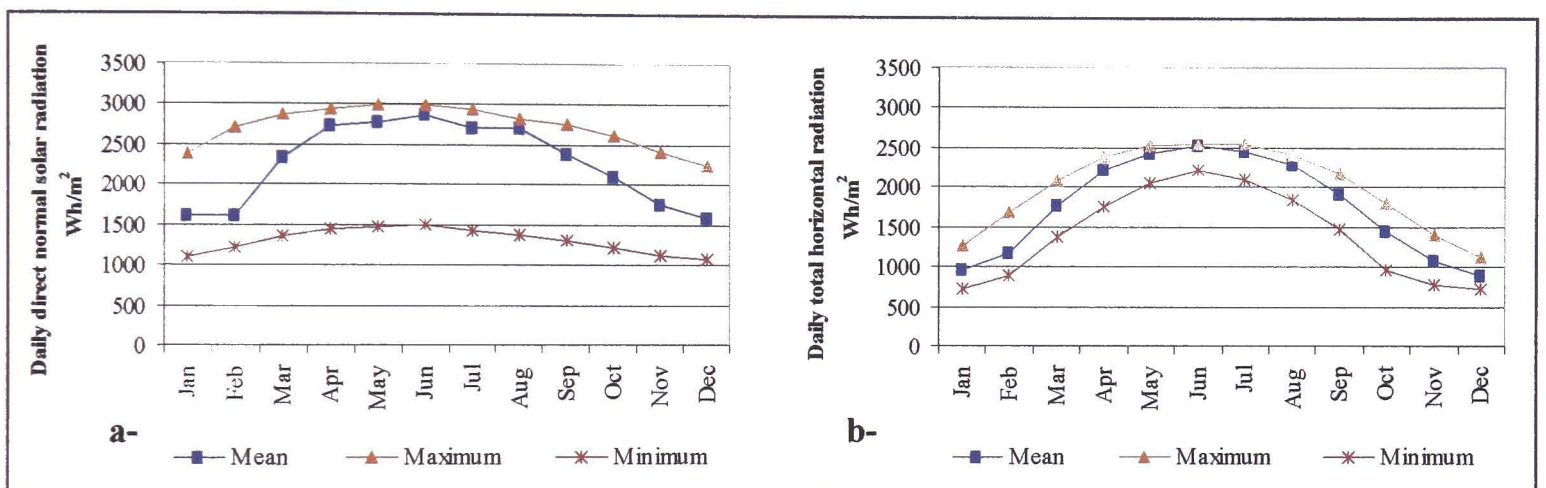 Daily direct normal solar radiation
Wh/m²
3500
3000
2500
2000
1500
1000
500
0
Jan Feb Mar Apr May Jun Jul Aug Sep Oct Nov Dec
a-
Mean Maximum Minimum
Daily total horizontal radiation
Wh/m²
3500
3000
2500
2000
1500
1000
500
0
Jan Feb Mar Apr May Jun Jul Aug Sep Oct Nov Dec
b-
Mean Maximum Minimum